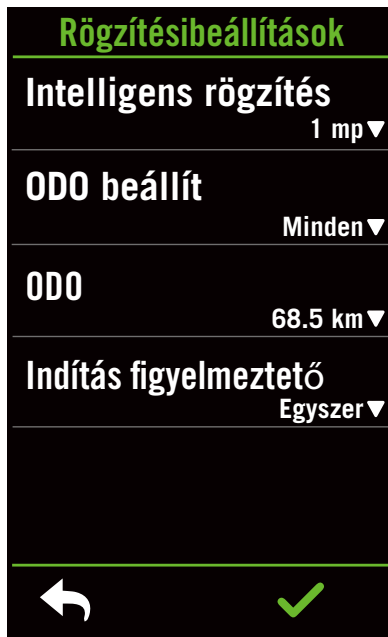 Rögzítésibeállítások
Intelligens rögzítés
1 mp
ODO beállít
Minden
ODO
68.5 km
Indítás figyelmeztető
Egyszer